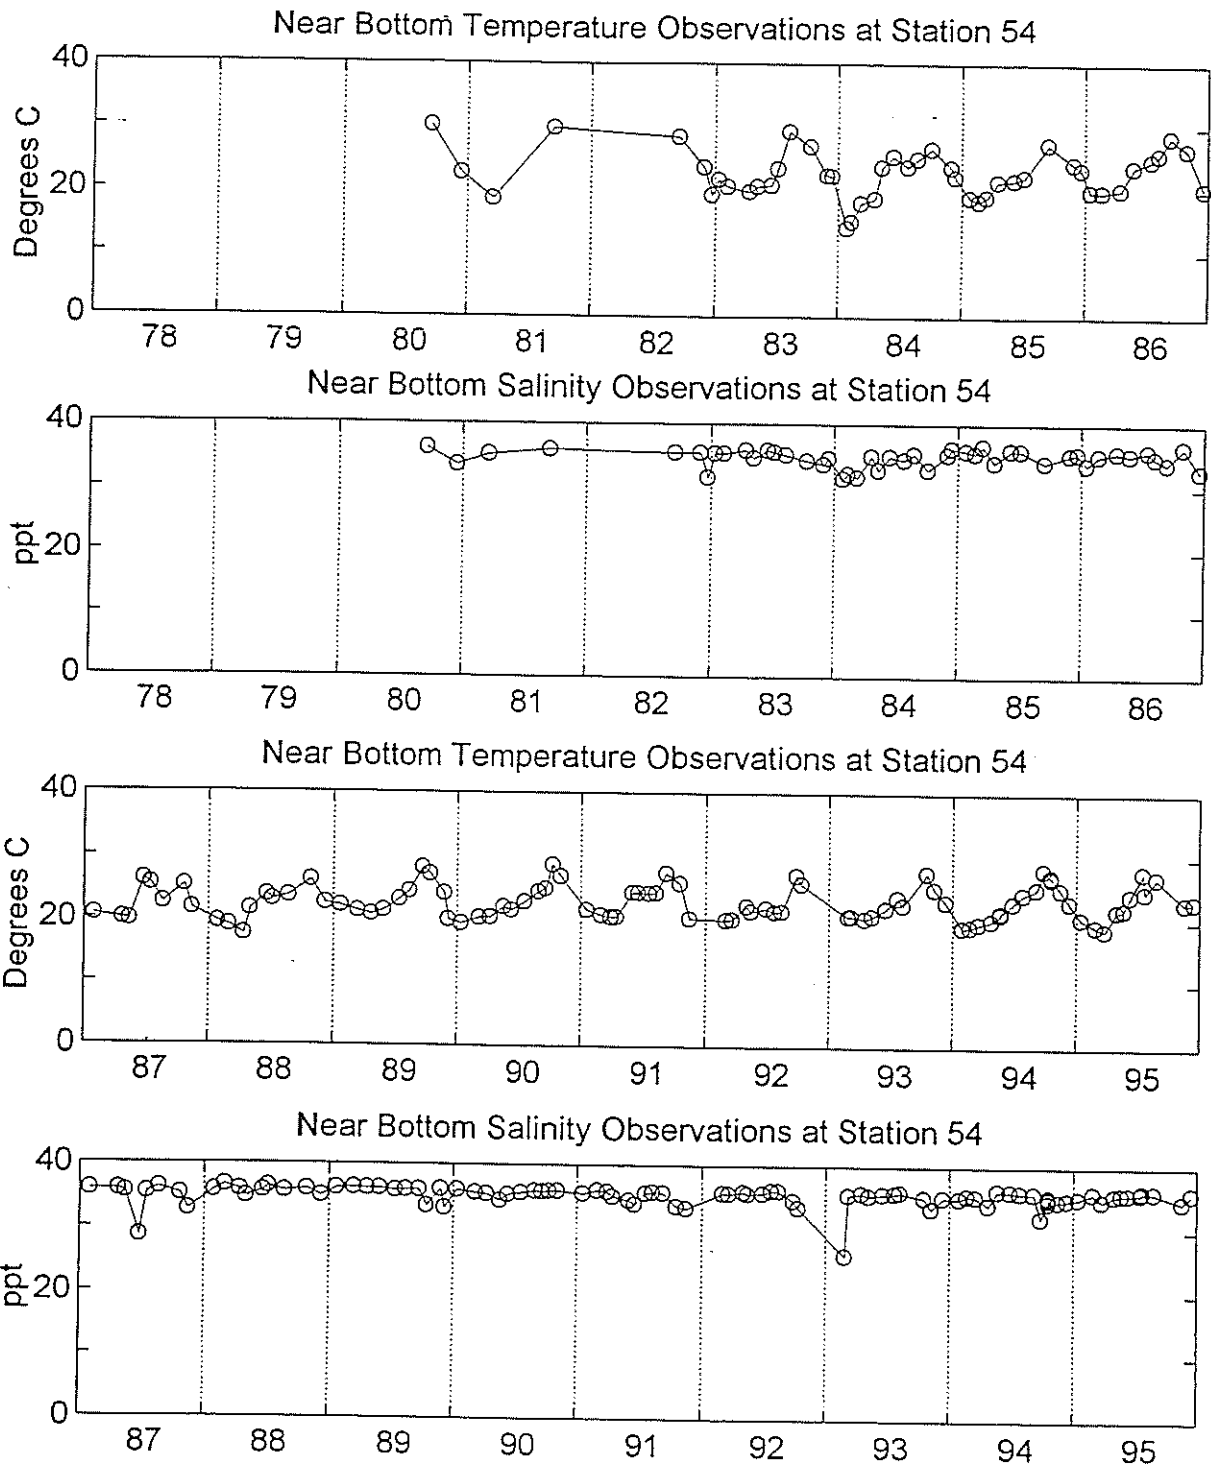 Near Bottom Temperature Observations at Station 54
40
20
0
Degrees C
78 79 80 81 82 83 84 85 86
Near Bottom Salinity Observations at Station 54
40
20
0
ppt
78 79 80 81 82 83 84 85 86
Near Bottom Temperature Observations at Station 54
40
20
0
Degrees C
87 88 89 90 91 92 93 94 95
Near Bottom Salinity Observations at Station 54
40
20
0
ppt
87 88 89 90 91 92 93 94 95